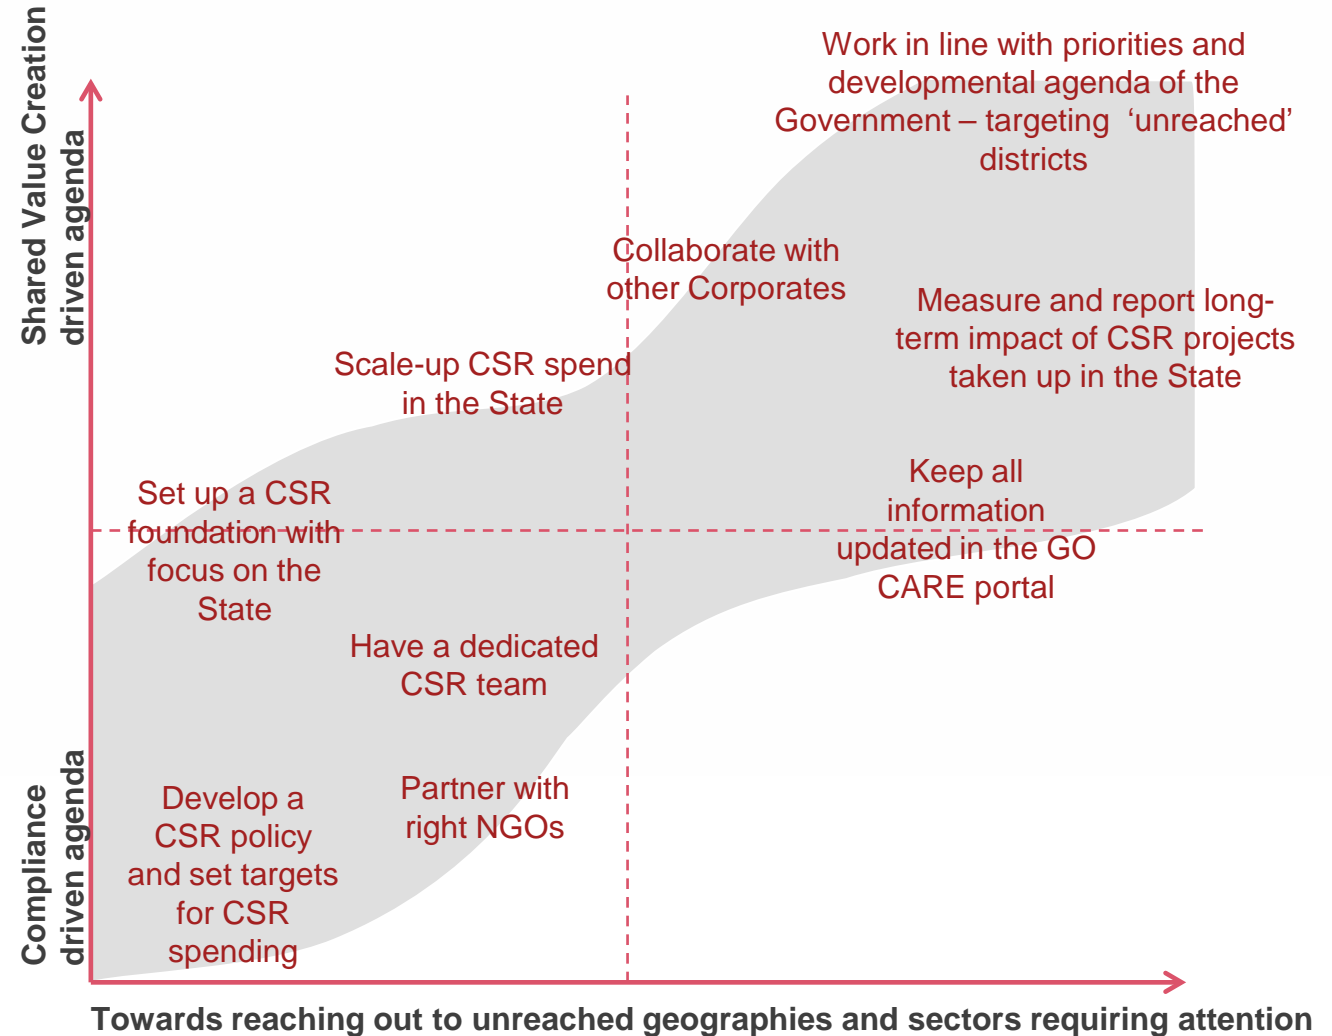 Shared Value Creation
driven agenda
Work in line with priorities and
developmental agenda of the
Government – targeting ‘unreached’
districts
Collaborate with
other Corporates
Measure and report long-
term impact of CSR projects
taken up in the State
Scale-up CSR spend
in the State
Set up a CSR
foundation with
focus on the
State
Keep all
information
updated in the GO
CARE portal
Have a dedicated
CSR team
Compliance
driven agenda
Develop a
CSR policy
and set targets
for CSR
spending
Partner with
right NGOs
Towards reaching out to unreached geographies and sectors requiring attention